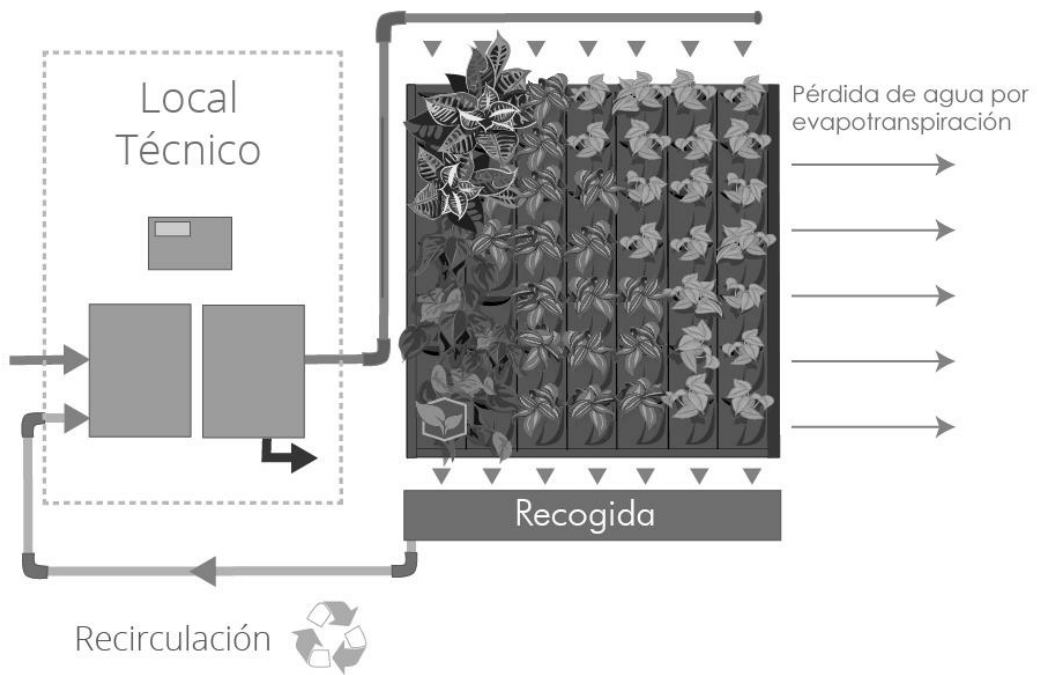 Local
Técnico
Pérdida de agua por
evapotranspiración
Recogida
Recirculación